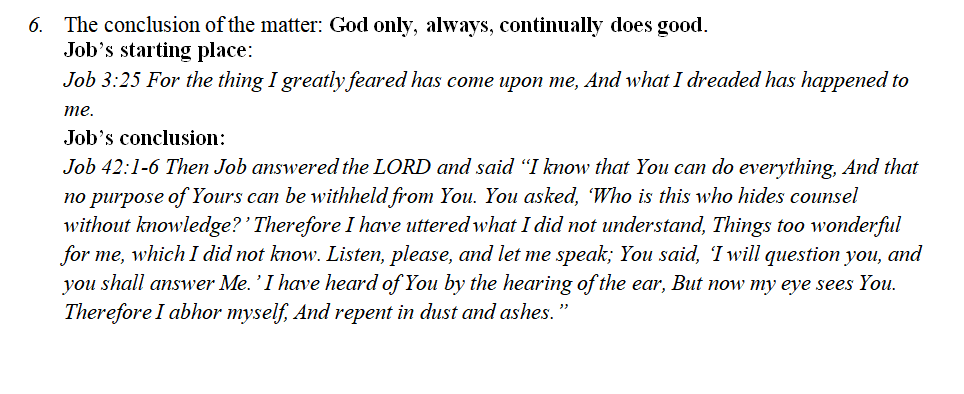 6. The conclusion of the matter: God only, always, continually does good.
Job’s starting place:
Job 3:25 For the thing I greatly feared has come upon me, And what I dreaded has happened to
me.
Job’s conclusion:
Job 42:1-6 Then Job answered the LORD and said “I know that You can do everything, And that
no purpose of Yours can be withheld from You. You asked, ‘Who is this who hides counsel
without knowledge?’ Therefore I have uttered what I did not understand, Things too wonderful
for me, which I did not know. Listen, please, and let me speak; You said, ‘I will question you, and
you shall answer Me.’ I have heard of You by the hearing of the ear, But now my eye sees You.
Therefore I abhor myself, And repent in dust and ashes.”